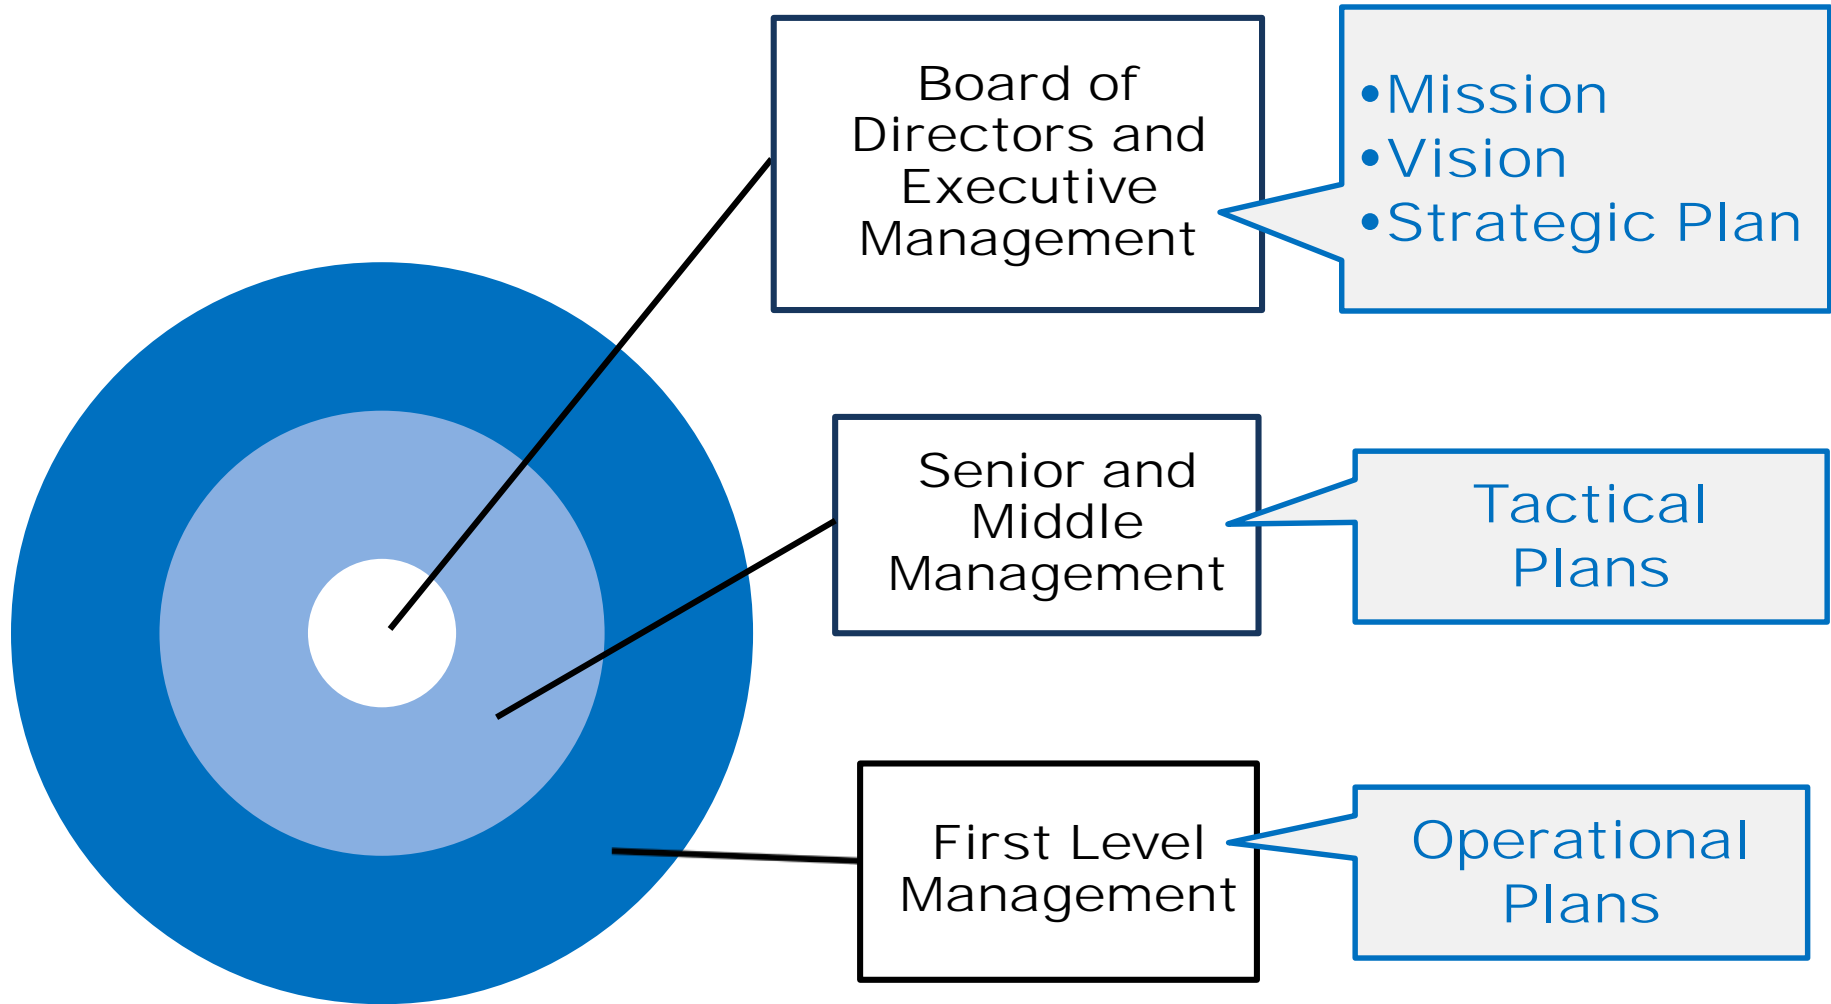 Board of
Directors and
Executive
Management
•Mission
•Vision
•Strategic Plan
Senior and
Middle
Management
Tactical
Plans
First Level
Management
Operational
Plans